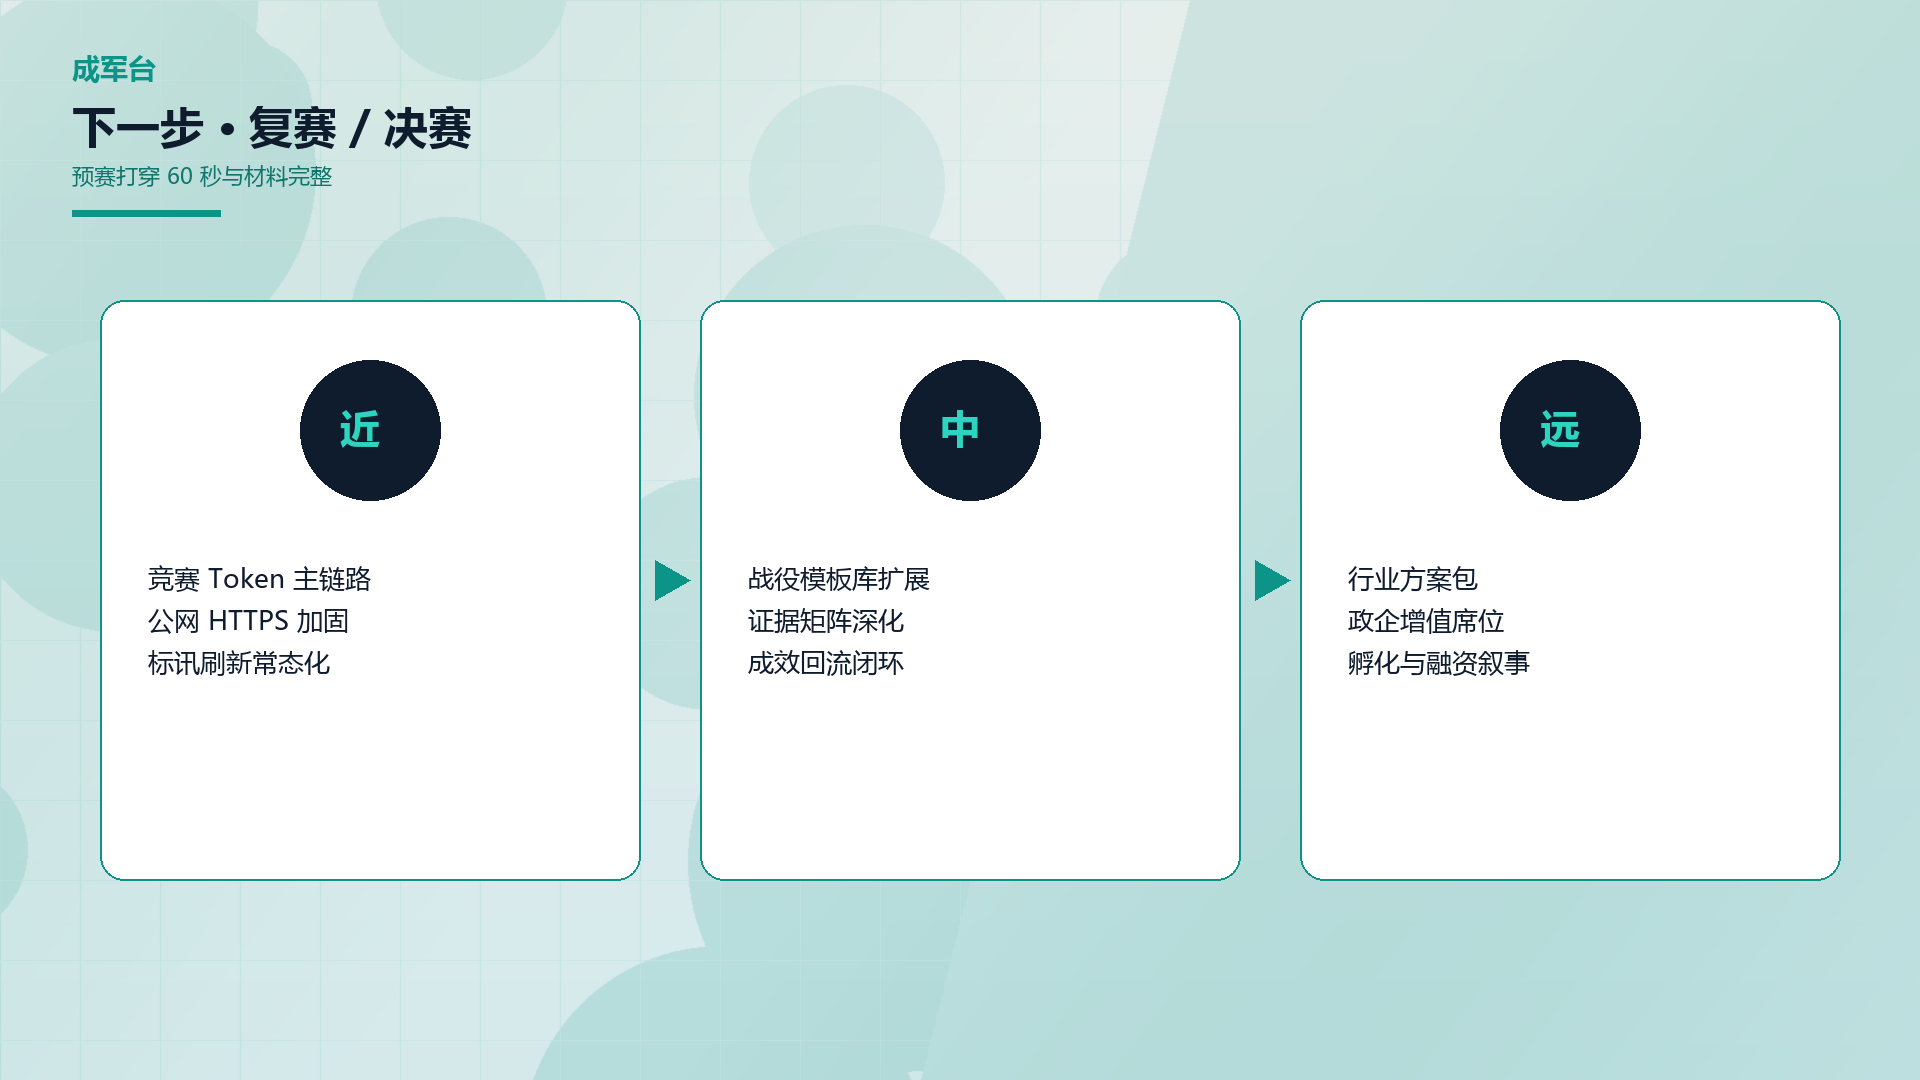 成军台
下一步 · 复赛 / 决赛
预赛打穿 60 秒与材料完整
近
竞赛 Token 主链路
公网 HTTPS 加固
标讯刷新常态化
中
战役模板库扩展
证据矩阵深化
成效回流闭环
远
行业方案包
政企增值席位
孵化与融资叙事